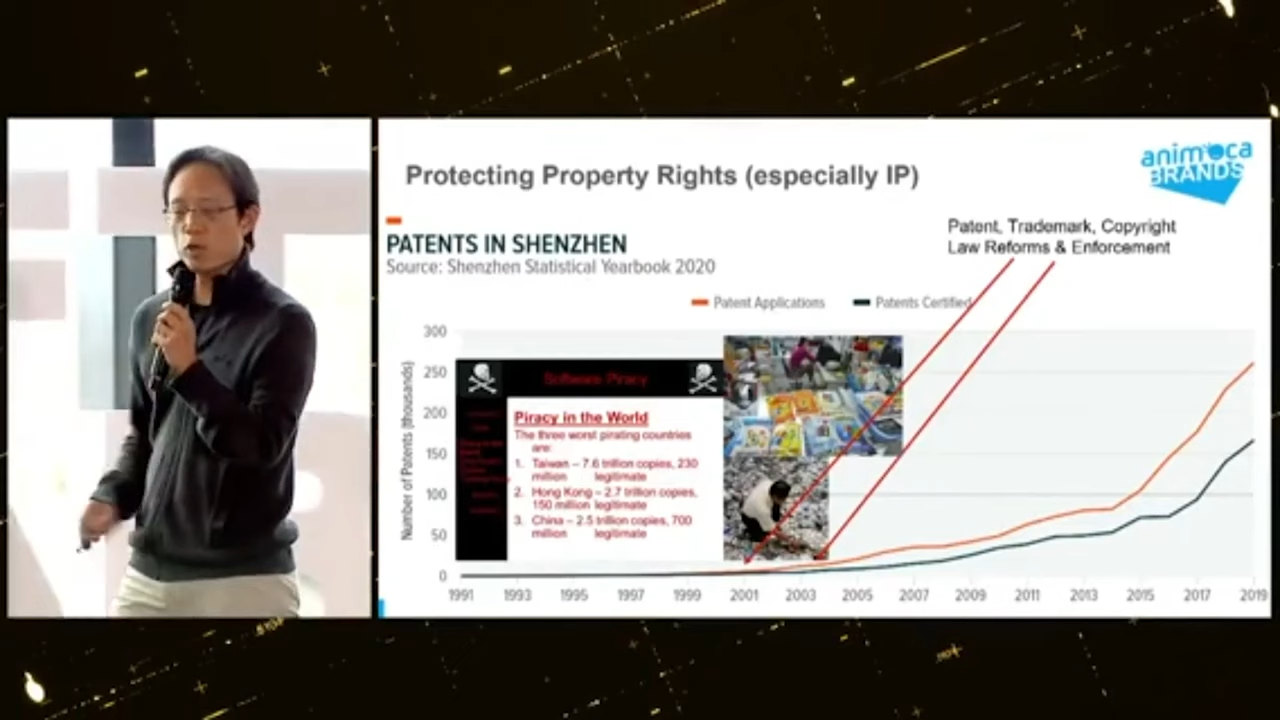 Protecting Property Rights (especially IP)
animoca
BRANDS
Patent, Trademark, Copyright
Law Reforms & Enforcement
PATENTS IN SHENZHEN
Source: Shenzhen Statistical Yearbook 2020
Patent Applications
Patents Certified
Number of Patents (thousands)
300
250
200
150
100
50
0
Software Piracy
Piracy in the World
The three worst pirating countries
are:
1. Taiwan – 7.6 trillion copies, 230
million legitimate
2. Hong Kong – 2.7 trillion copies,
150 million legitimate
3. China – 2.5 trillion copies, 700
million legitimate
1991 1993 1995 1997 1999 2001 2003 2005 2007 2009 2011 2013 2015 2017 2019